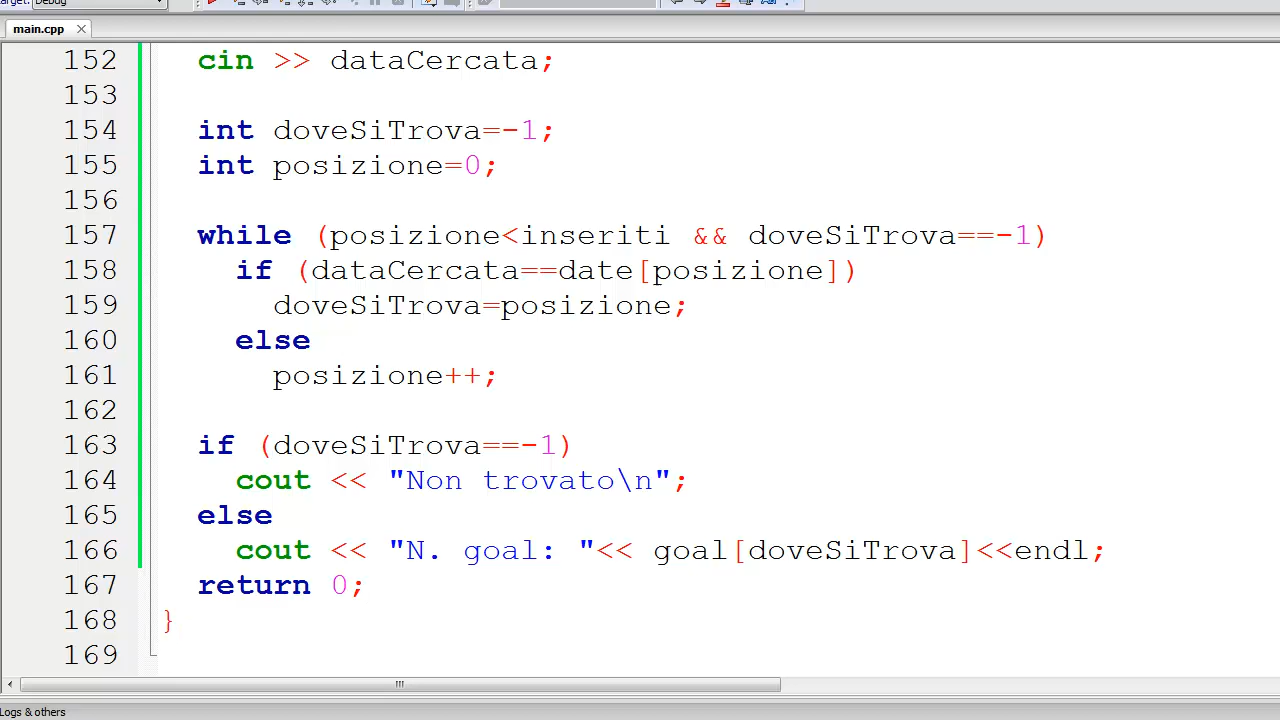 target: Debug
main.cpp
152 cin >> dataCercata;
153
154 int doveSiTrova=-1;
155 int posizione=0;
156
157 while (posizione<inseriti && doveSiTrova==-1)
158 if (dataCercata==date[posizione])
159 doveSiTrova=posizione;
160 else
161 posizione++;
162
163 if (doveSiTrova==-1)
164 cout << "Non trovato\n";
165 else
166 cout << "N. goal: "<< goal[doveSiTrova]<<endl;
167 return 0;
168 }
169
Logs & others